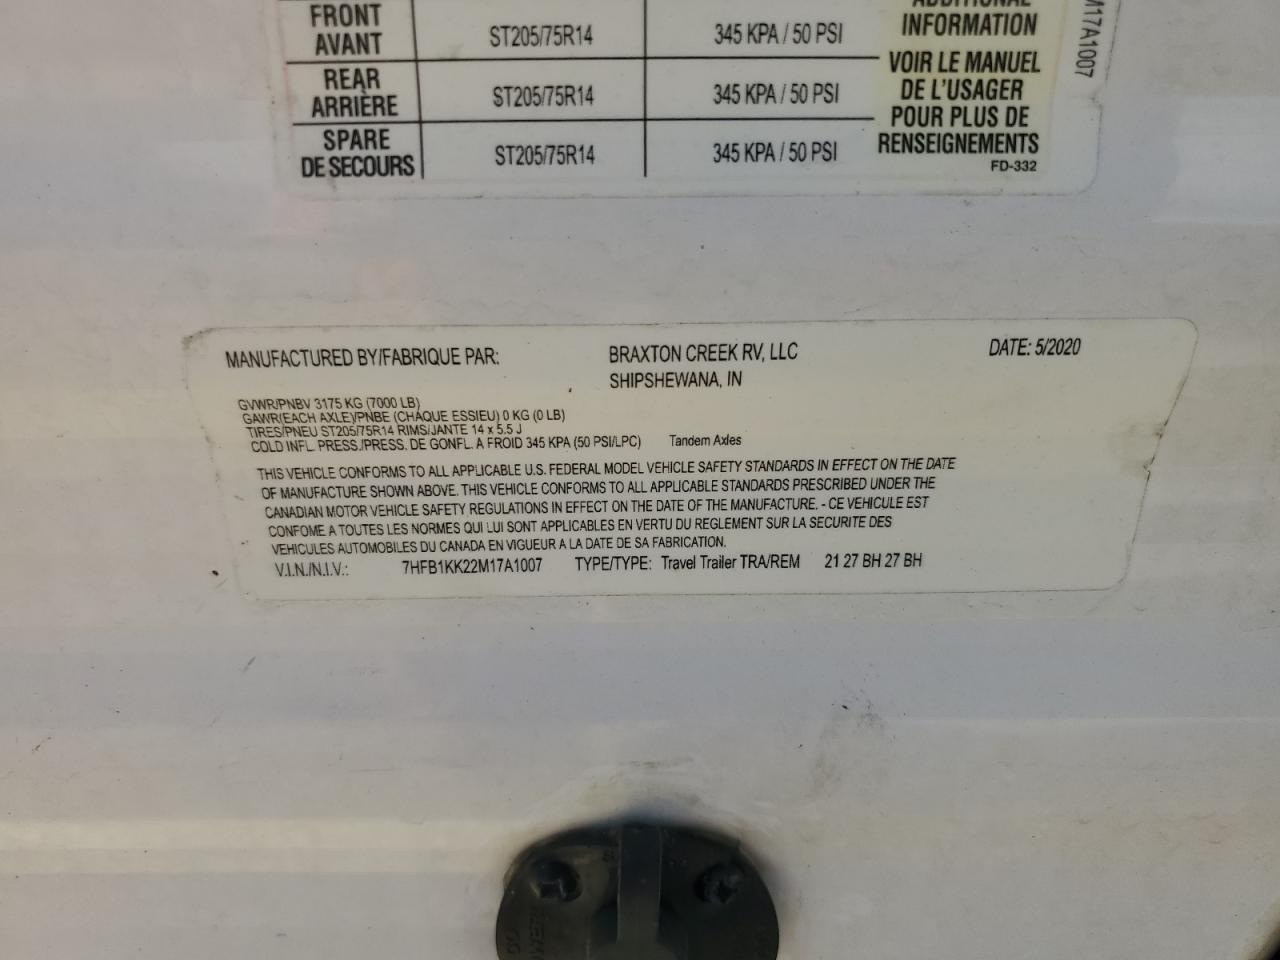 ADDITIONAL
INFORMATION
VOIR LE MANUEL
DE L'USAGER
POUR PLUS DE
RENSEIGNEMENTS
FD-332
FRONT
AVANT
ST205/75R14
345 KPA / 50 PSI
REAR
ARRIÈRE
ST205/75R14
345 KPA / 50 PSI
SPARE
DE SECOURS
ST205/75R14
345 KPA / 50 PSI
M17A1007
MANUFACTURED BY/FABRIQUE PAR: BRAXTON CREEK RV, LLC DATE: 5/2020
SHIPSHEWANA, IN
GVWR/PNBV 3175 KG (7000 LB)
GAWR(EACH AXLE)/PNBE (CHAQUE ESSIEU) 0 KG (0 LB)
TIRES/PNEU ST205/75R14 RIMS/JANTE 14 x 5.5 J
COLD INFL. PRESS./PRESS. DE GONFL. A FROID 345 KPA (50 PSI/LPC) Tandem Axles
THIS VEHICLE CONFORMS TO ALL APPLICABLE U.S. FEDERAL MODEL VEHICLE SAFETY STANDARDS IN EFFECT ON THE DATE
OF MANUFACTURE SHOWN ABOVE. THIS VEHICLE CONFORMS TO ALL APPLICABLE STANDARDS PRESCRIBED UNDER THE
CANADIAN MOTOR VEHICLE SAFETY REGULATIONS IN EFFECT ON THE DATE OF THE MANUFACTURE. - CE VEHICULE EST
CONFOME A TOUTES LES NORMES QUI LUI SONT APPLICABLES EN VERTU DU REGLEMENT SUR LA SECURITE DES
VEHICULES AUTOMOBILES DU CANADA EN VIGUEUR A LA DATE DE SA FABRICATION.
V.I.N./N.I.V.: 7HFB1KK22M17A1007 TYPE/TYPE: Travel Trailer TRA/REM 21 27 BH 27 BH